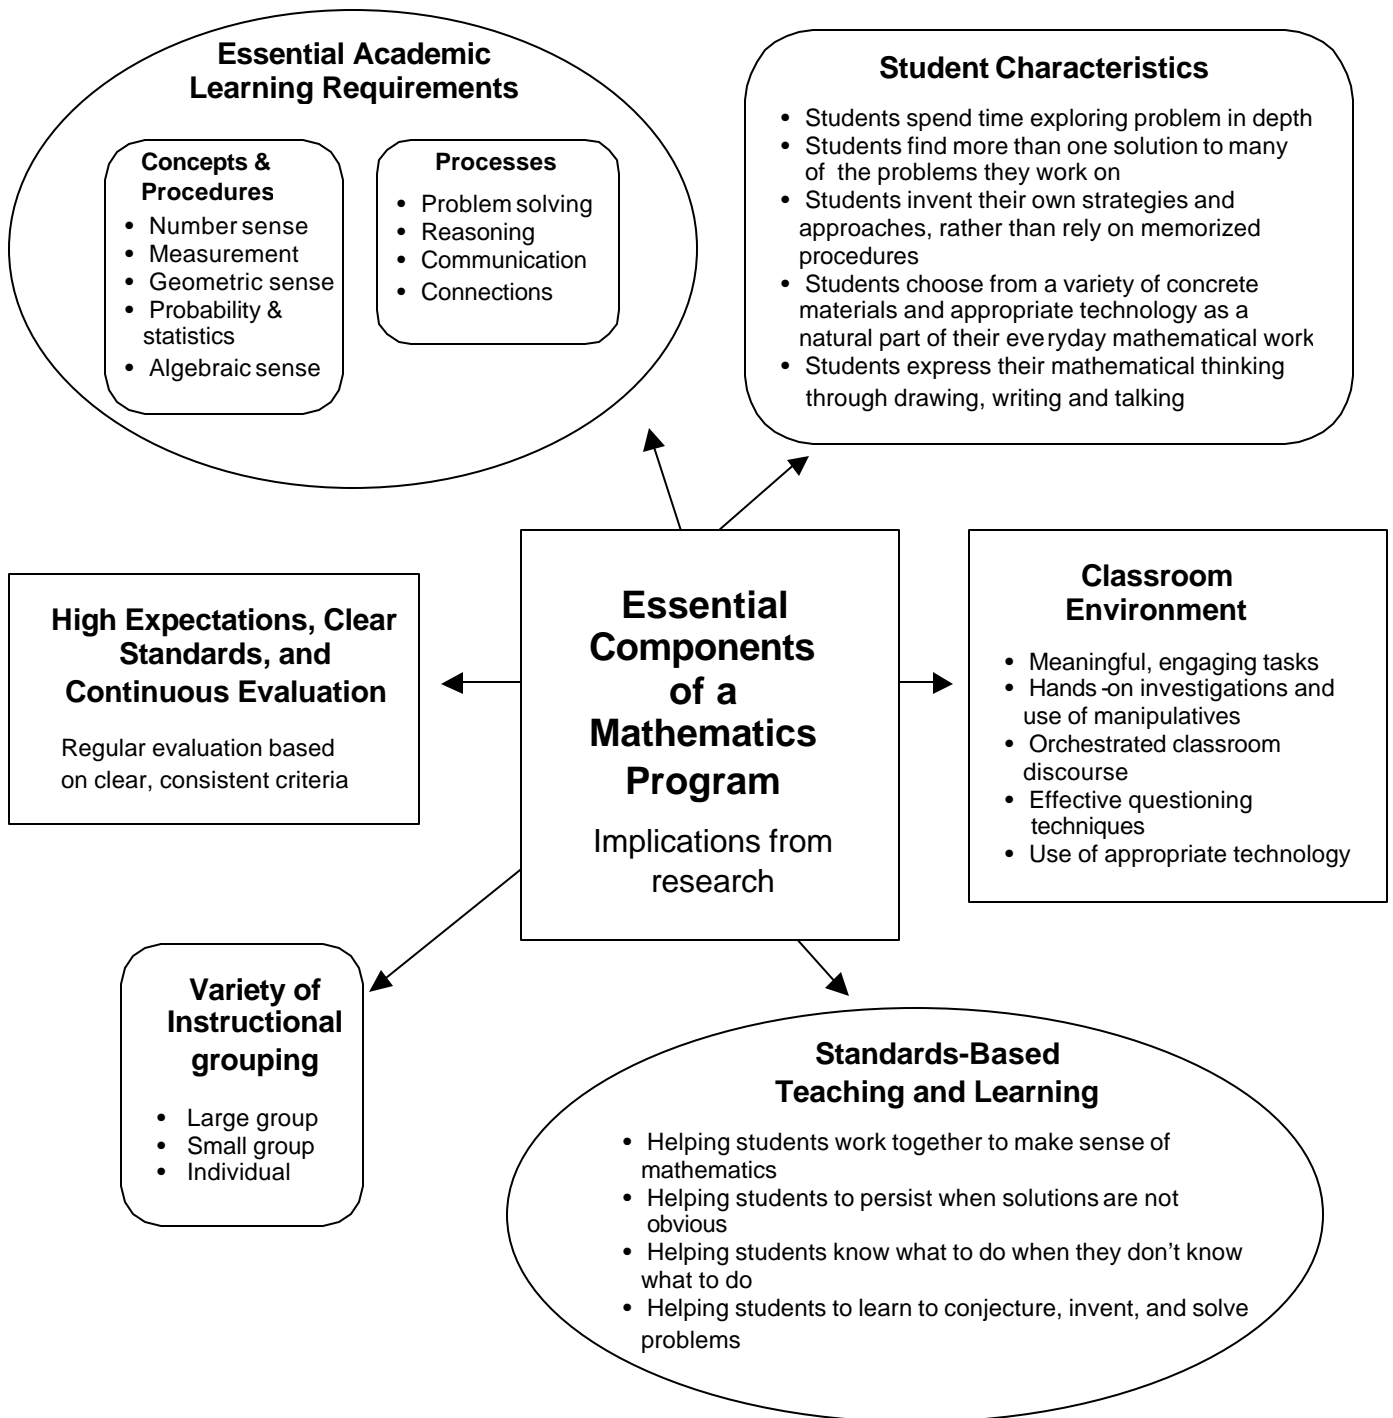 Essential Academic
Learning Requirements
Concepts &
Procedures
• Number sense
• Measurement
• Geometric sense
• Probability &
statistics
• Algebraic sense
Processes
• Problem solving
• Reasoning
• Communication
• Connections
Student Characteristics
• Students spend time exploring problem in depth
• Students find more than one solution to many
of the problems they work on
• Students invent their own strategies and
approaches, rather than rely on memorized
procedures
• Students choose from a variety of concrete
materials and appropriate technology as a
natural part of their everyday mathematical work
• Students express their mathematical thinking
through drawing, writing and talking
High Expectations, Clear
Standards, and
Continuous Evaluation
Regular evaluation based
on clear, consistent criteria
Essential
Components
of a
Mathematics
Program
Implications from
research
Classroom
Environment
• Meaningful, engaging tasks
• Hands-on investigations and
use of manipulatives
• Orchestrated classroom
discourse
• Effective questioning
techniques
• Use of appropriate technology
Variety of
Instructional
grouping
• Large group
• Small group
• Individual
Standards-Based
Teaching and Learning
• Helping students work together to make sense of
mathematics
• Helping students to persist when solutions are not
obvious
• Helping students know what to do when they don't know
what to do
• Helping students to learn to conjecture, invent, and solve
problems